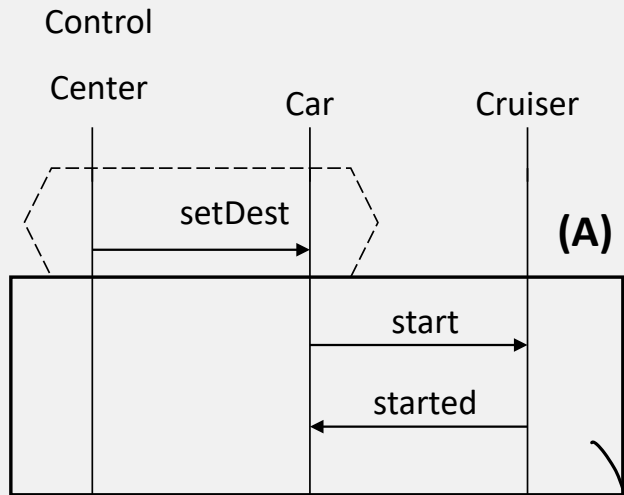 Control
Center
Car
Cruiser
setDest
(A)
start
started